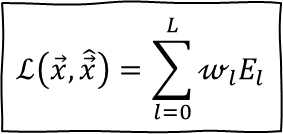 ℒ(x⃗, x̂⃗) = ∑_{l=0}^{L} w_l E_l